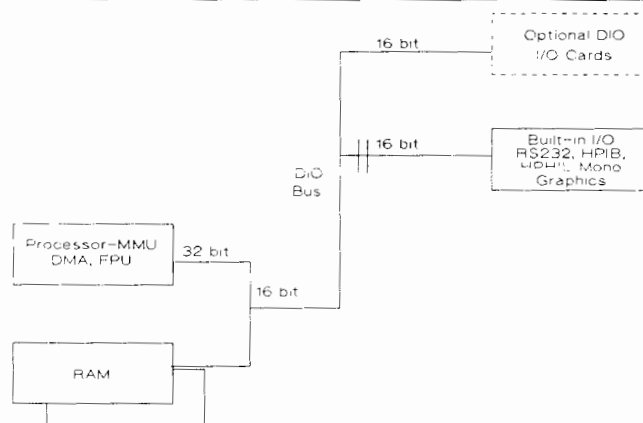 16 bit
Optional DIO
I/O Cards
16 bit
Built-in I/O
RS232, HPIB,
HPHIL, Mono
Graphics
DIO
Bus
Processor-MMU
DMA, FPU
32 bit
16 bit
RAM